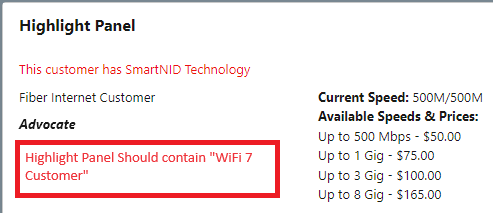 Highlight Panel
This customer has SmartNID Technology
Fiber Internet Customer
Advocate
Highlight Panel Should contain "WiFi 7
Customer"
Current Speed: 500M/500M
Available Speeds & Prices:
Up to 500 Mbps - $50.00
Up to 1 Gig - $75.00
Up to 3 Gig - $100.00
Up to 8 Gig - $165.00